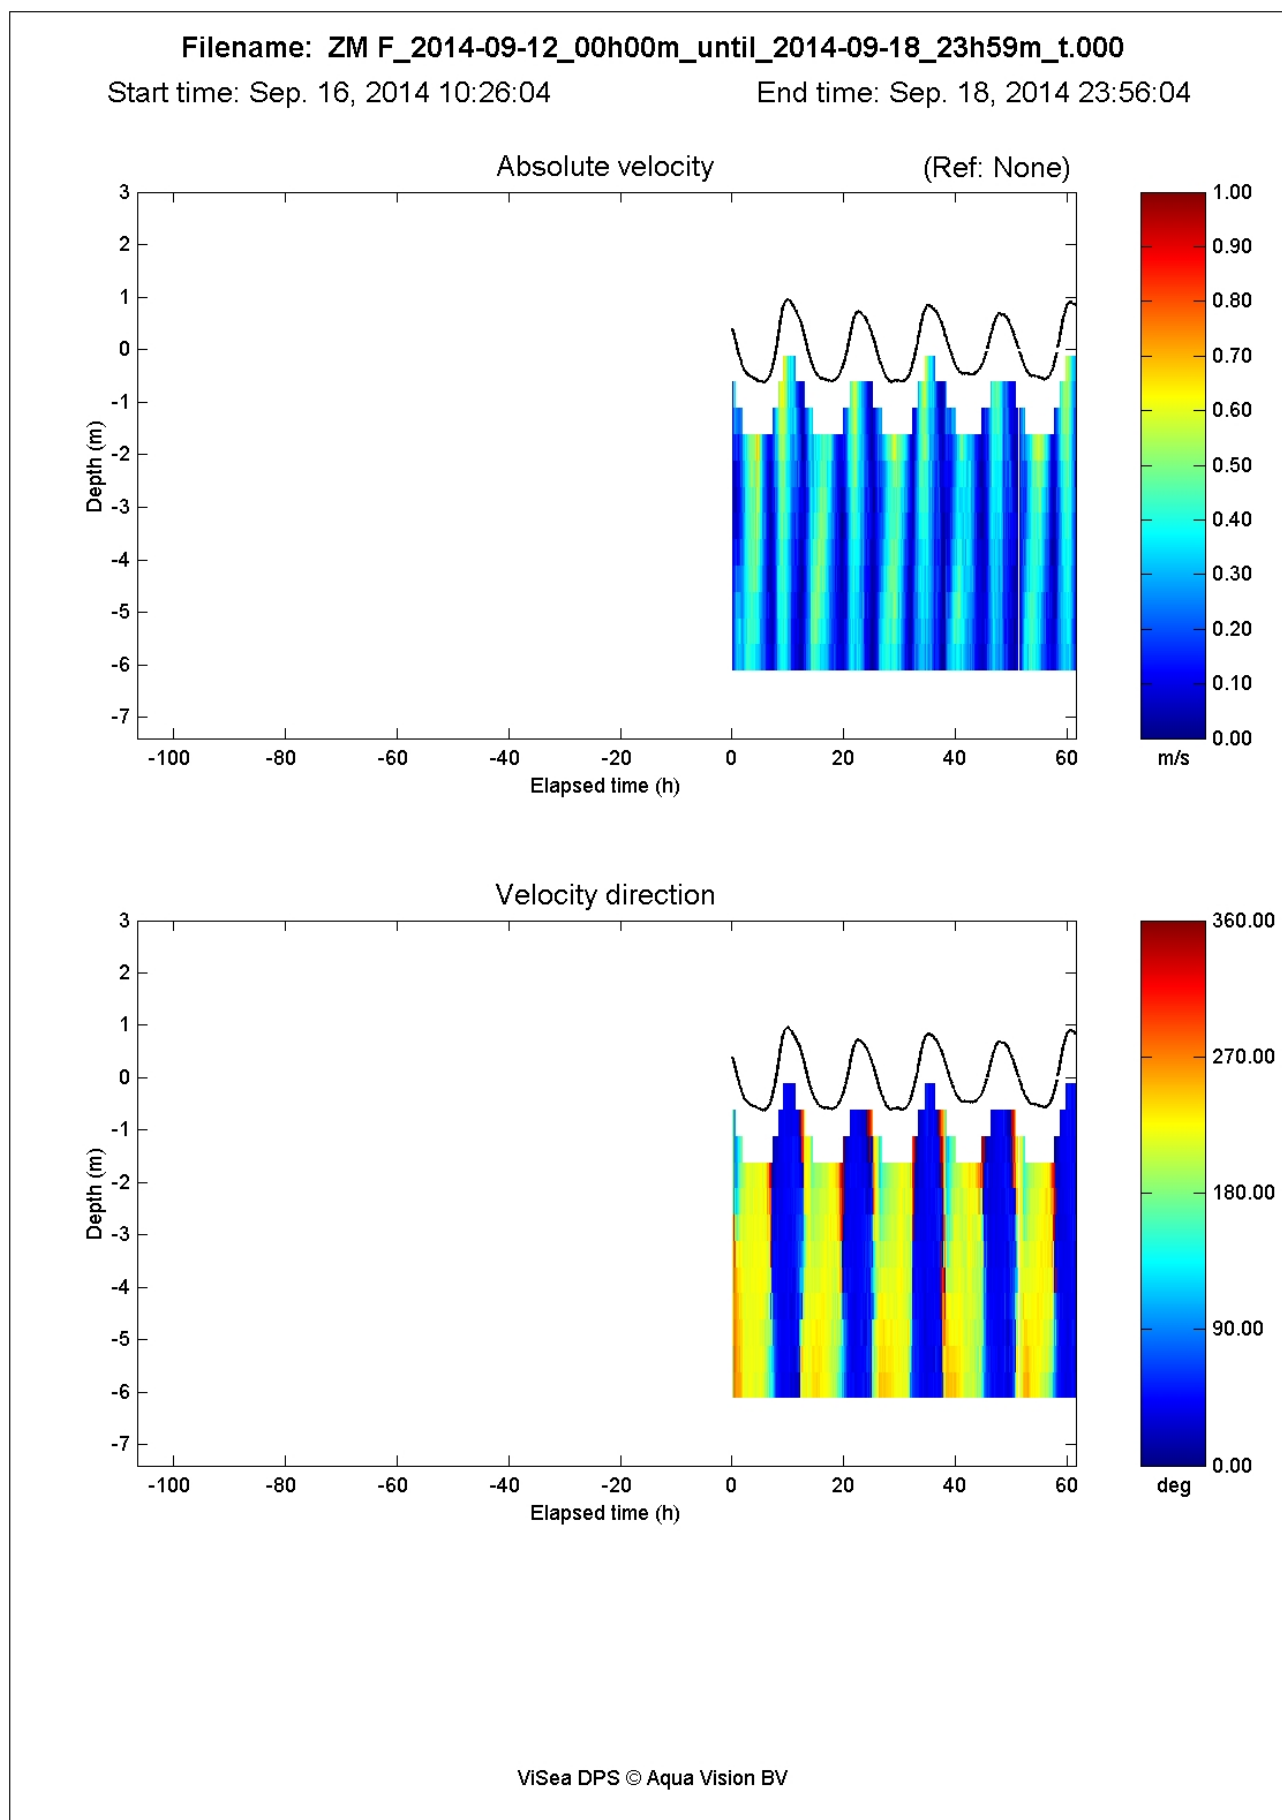 Filename: ZM F_2014-09-12_00h00m_until_2014-09-18_23h59m_t.000
Start time: Sep. 16, 2014 10:26:04 End time: Sep. 18, 2014 23:56:04
Absolute velocity (Ref: None)
3
2
1
0
-1
-2
-3
-4
-5
-6
-7
Depth (m)
-100 -80 -60 -40 -20 0 20 40 60
Elapsed time (h)
1.00
0.90
0.80
0.70
0.60
0.50
0.40
0.30
0.20
0.10
0.00
m/s
Velocity direction
3
2
1
0
-1
-2
-3
-4
-5
-6
-7
Depth (m)
-100 -80 -60 -40 -20 0 20 40 60
Elapsed time (h)
360.00
270.00
180.00
90.00
0.00
deg
ViSea DPS © Aqua Vision BV